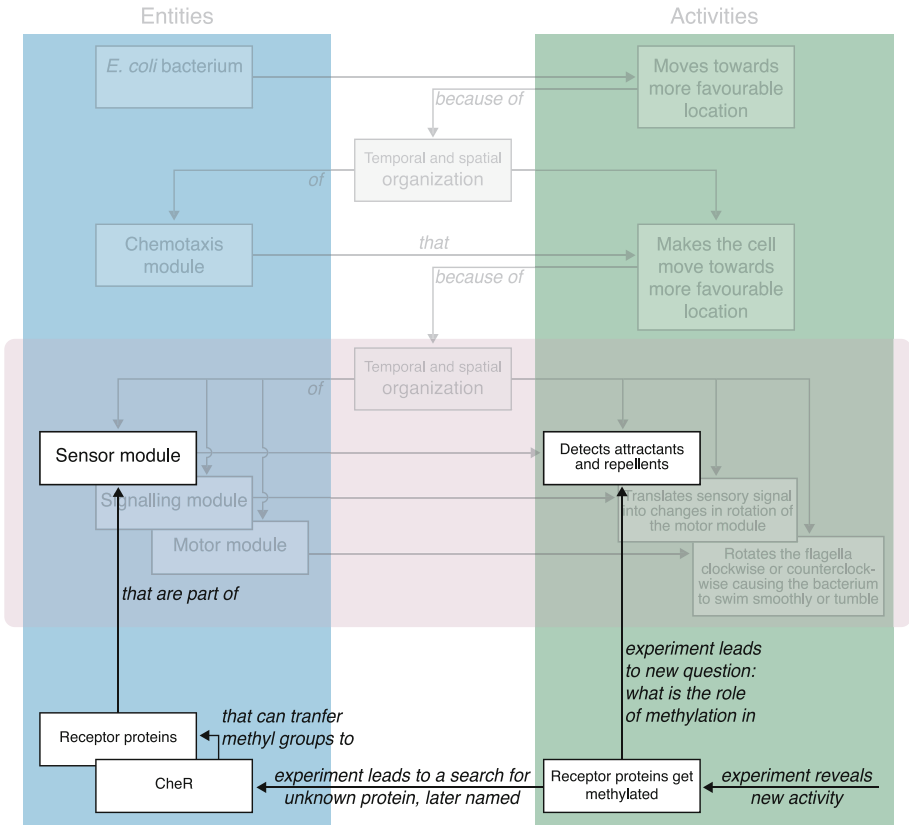 Entities
Activities
E. coli bacterium
Moves towards
more favourable
location
because of
Temporal and spatial
organization
of
Chemotaxis
module
that
Makes the cell
move towards
more favourable
location
because of
Temporal and spatial
organization
of
Sensor module
Detects attractants
and repellents
Signalling module
Translates sensory signal
into changes in rotation of
the motor module
Motor module
Rotates the flagella
clockwise or counterclock-
wise causing the bacterium
to swim smoothly or tumble
that are part of
experiment leads
to new question:
what is the role
of methylation in
Receptor proteins
that can tranfer
methyl groups to
CheR
experiment leads to a search for
unknown protein, later named
Receptor proteins get
methylated
experiment reveals
new activity